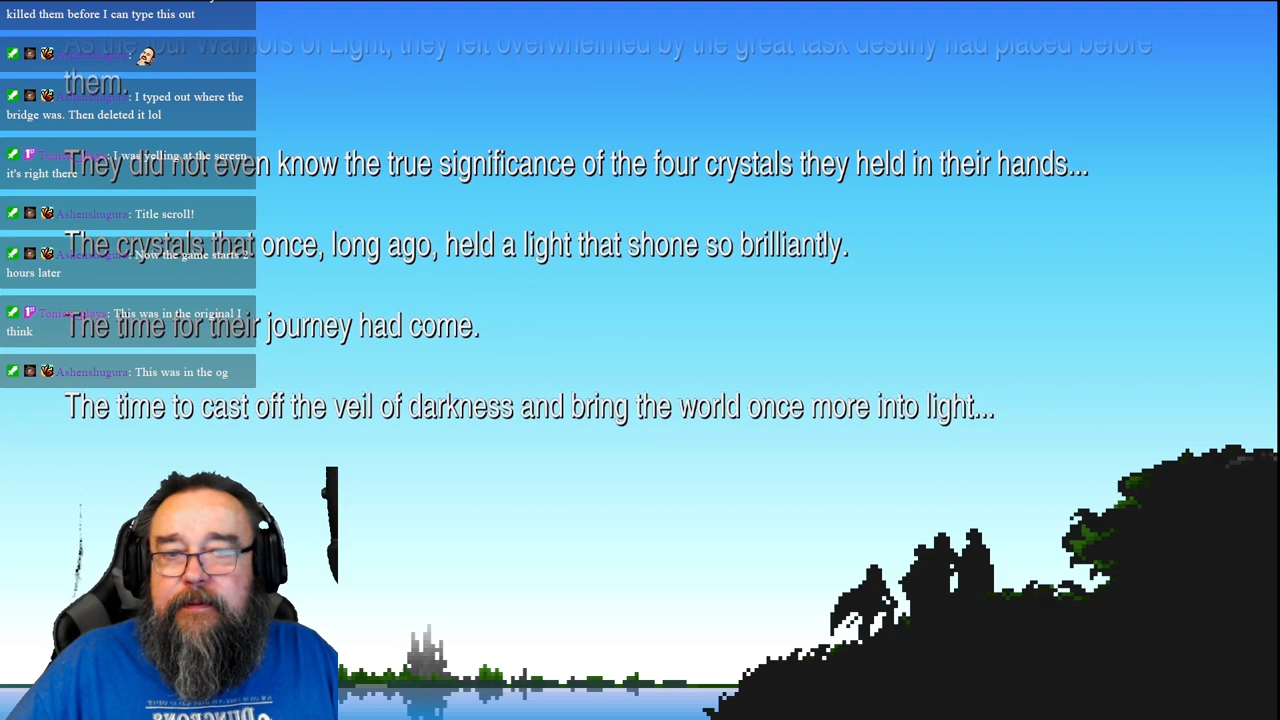 killed them before I can type this out
As the four Warriors of Light, they felt overwhelmed by the great task destiny had placed before
them.
Ashenshugura:
Ashenshugura: I typed out where the
bridge was. Then deleted it lol
I was yelling at the screen
it's right there
They did not even know the true significance of the four crystals they held in their hands...
Ashenshugura: Title scroll!
The crystals that once, long ago, held a light that shone so brilliantly.
Ashenshugura: Now the game starts 2
hours later
This was in the original I
think
The time for their journey had come.
Ashenshugura: This was in the og
The time to cast off the veil of darkness and bring the world once more into light...
DUNGEONS